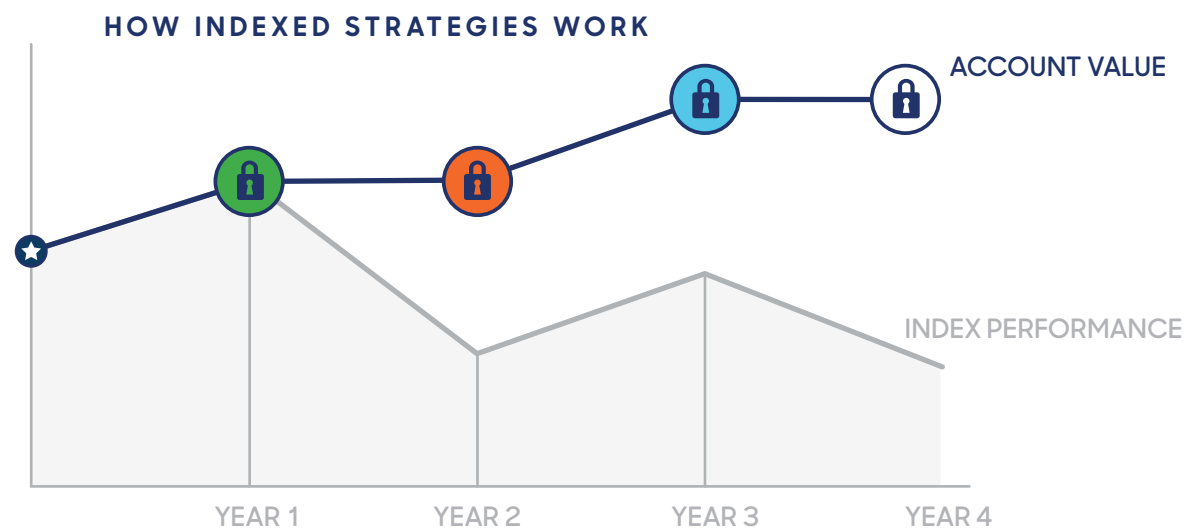 HOW INDEXED STRATEGIES WORK
ACCOUNT VALUE
INDEX PERFORMANCE
YEAR 1
YEAR 2
YEAR 3
YEAR 4